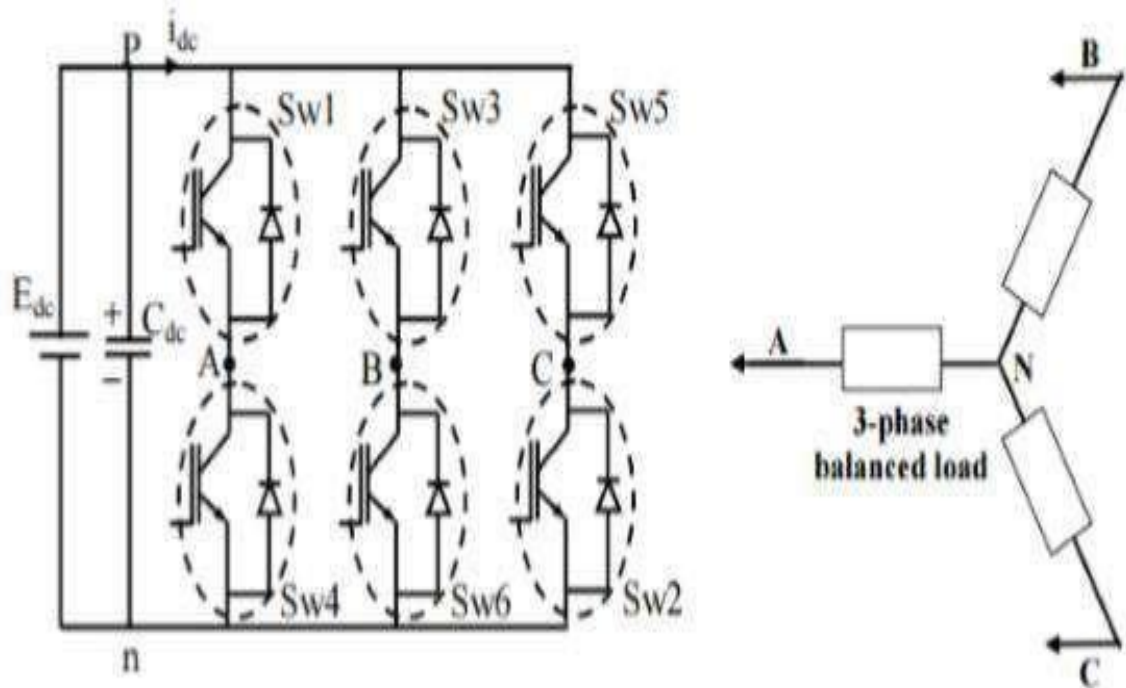 P
i_dc
Sw1
Sw3
Sw5
B
E_dc
+
C_dc
−
A
B
C
A
N
3-phase
balanced load
Sw4
Sw6
Sw2
n
C